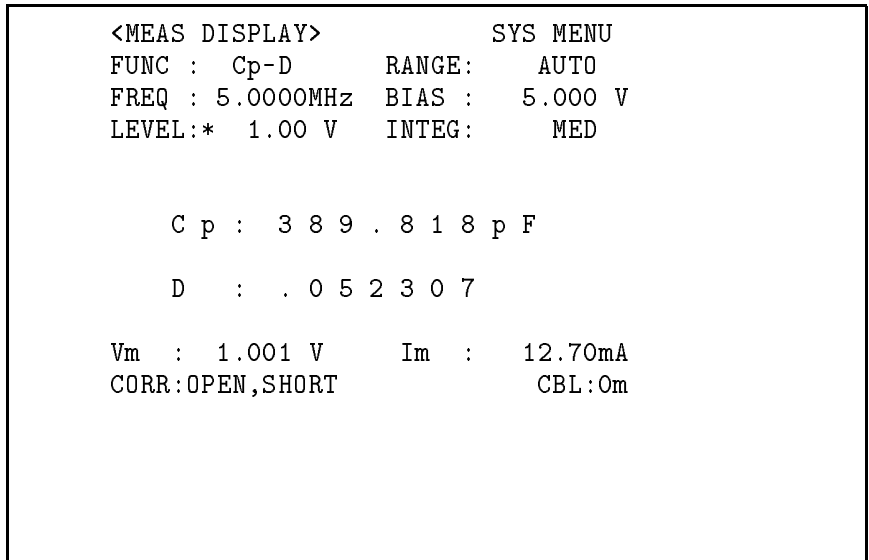 <MEAS DISPLAY> SYS MENU
FUNC : Cp-D RANGE: AUTO
FREQ : 5.0000MHz BIAS : 5.000 V
LEVEL:* 1.00 V INTEG: MED
C p : 3 8 9 . 8 1 8 p F
D : . 0 5 2 3 0 7
Vm : 1.001 V Im : 12.70mA
CORR:OPEN,SHORT CBL:0m